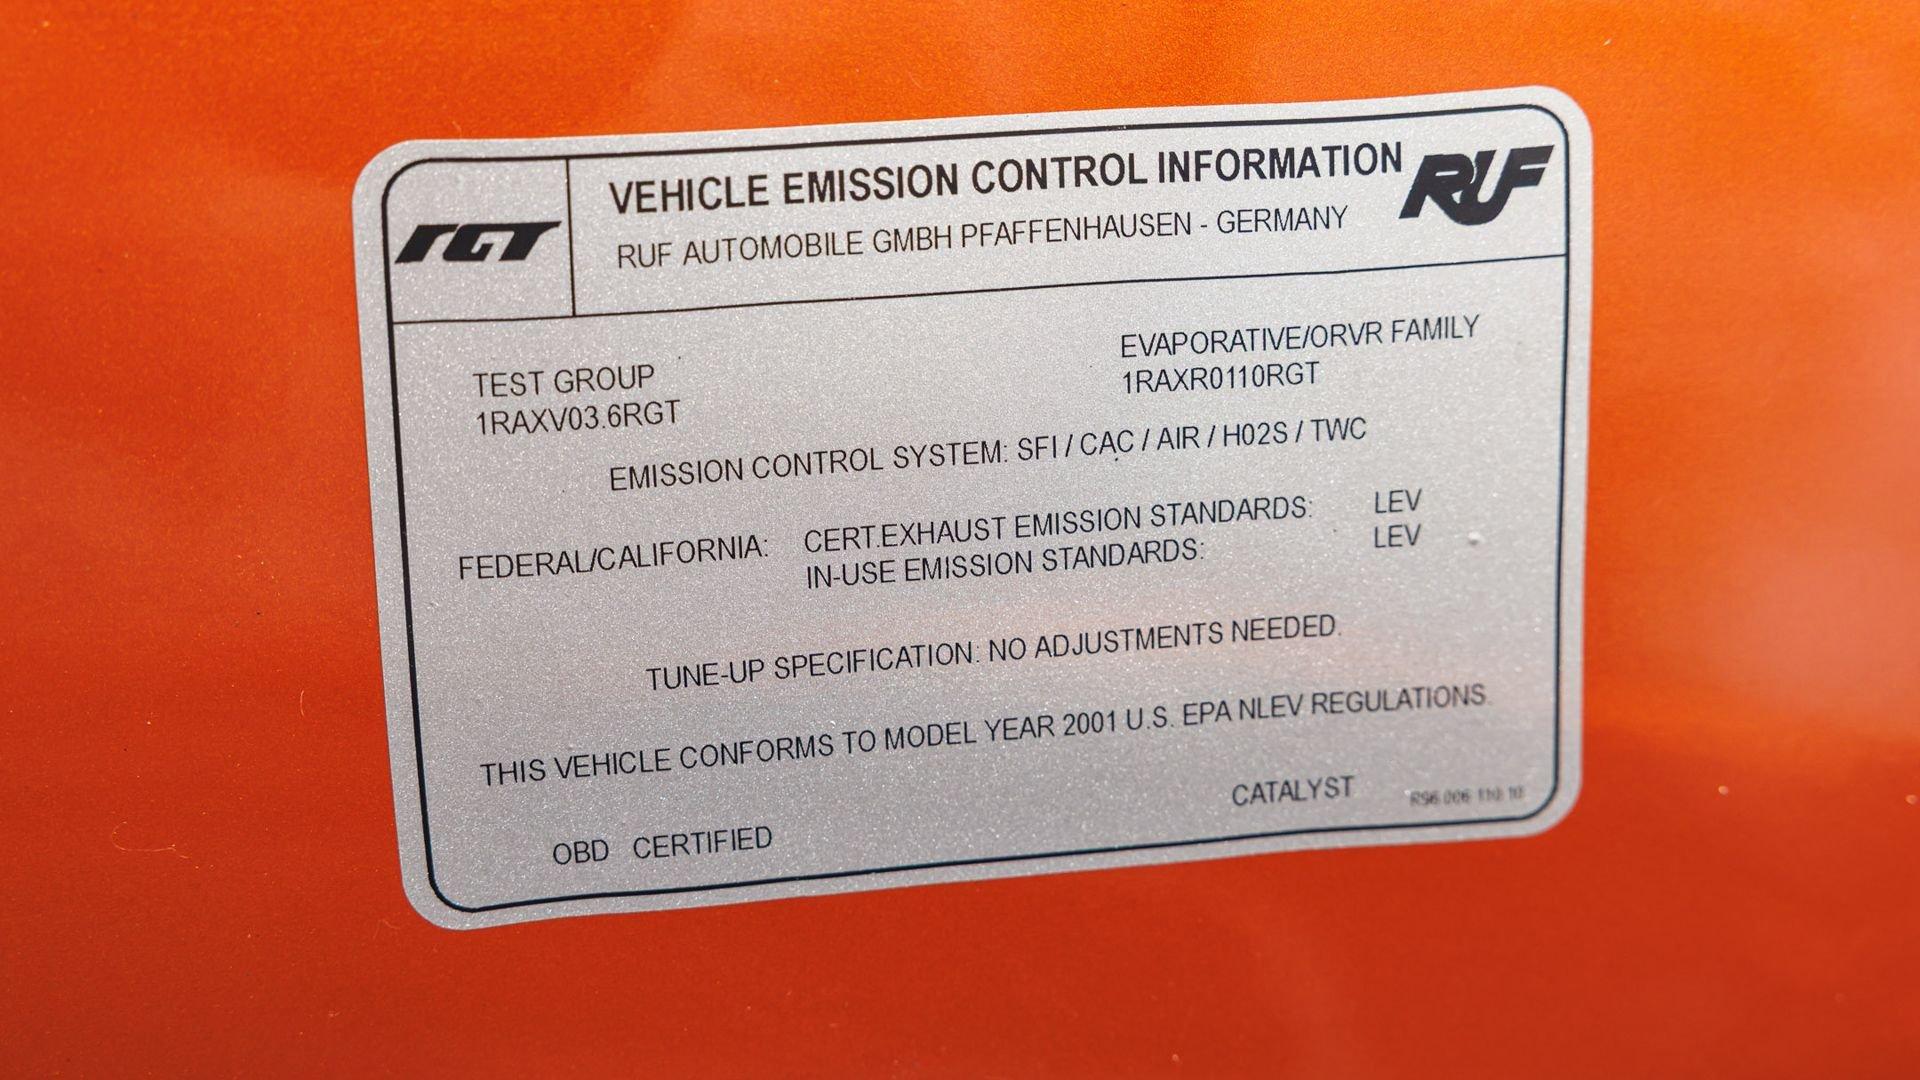 RGT
VEHICLE EMISSION CONTROL INFORMATION
RUF
RUF AUTOMOBILE GMBH PFAFFENHAUSEN - GERMANY
TEST GROUP
1RAXV03.6RGT
EVAPORATIVE/ORVR FAMILY
1RAXR0110RGT
EMISSION CONTROL SYSTEM: SFI / CAC / AIR / H02S / TWC
FEDERAL/CALIFORNIA: CERT.EXHAUST EMISSION STANDARDS: LEV
IN-USE EMISSION STANDARDS: LEV
TUNE-UP SPECIFICATION: NO ADJUSTMENTS NEEDED.
THIS VEHICLE CONFORMS TO MODEL YEAR 2001 U.S. EPA NLEV REGULATIONS.
OBD CERTIFIED
CATALYST